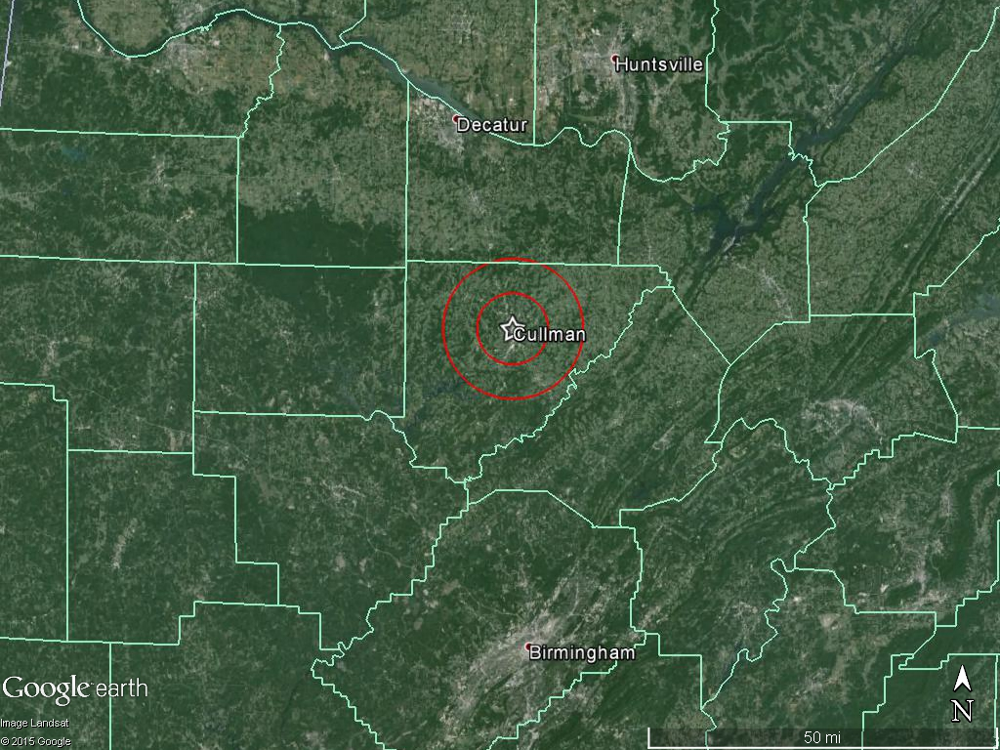 Huntsville
Decatur
Cullman
Birmingham
Google earth
N
Image Landsat
© 2015 Google
50 mi